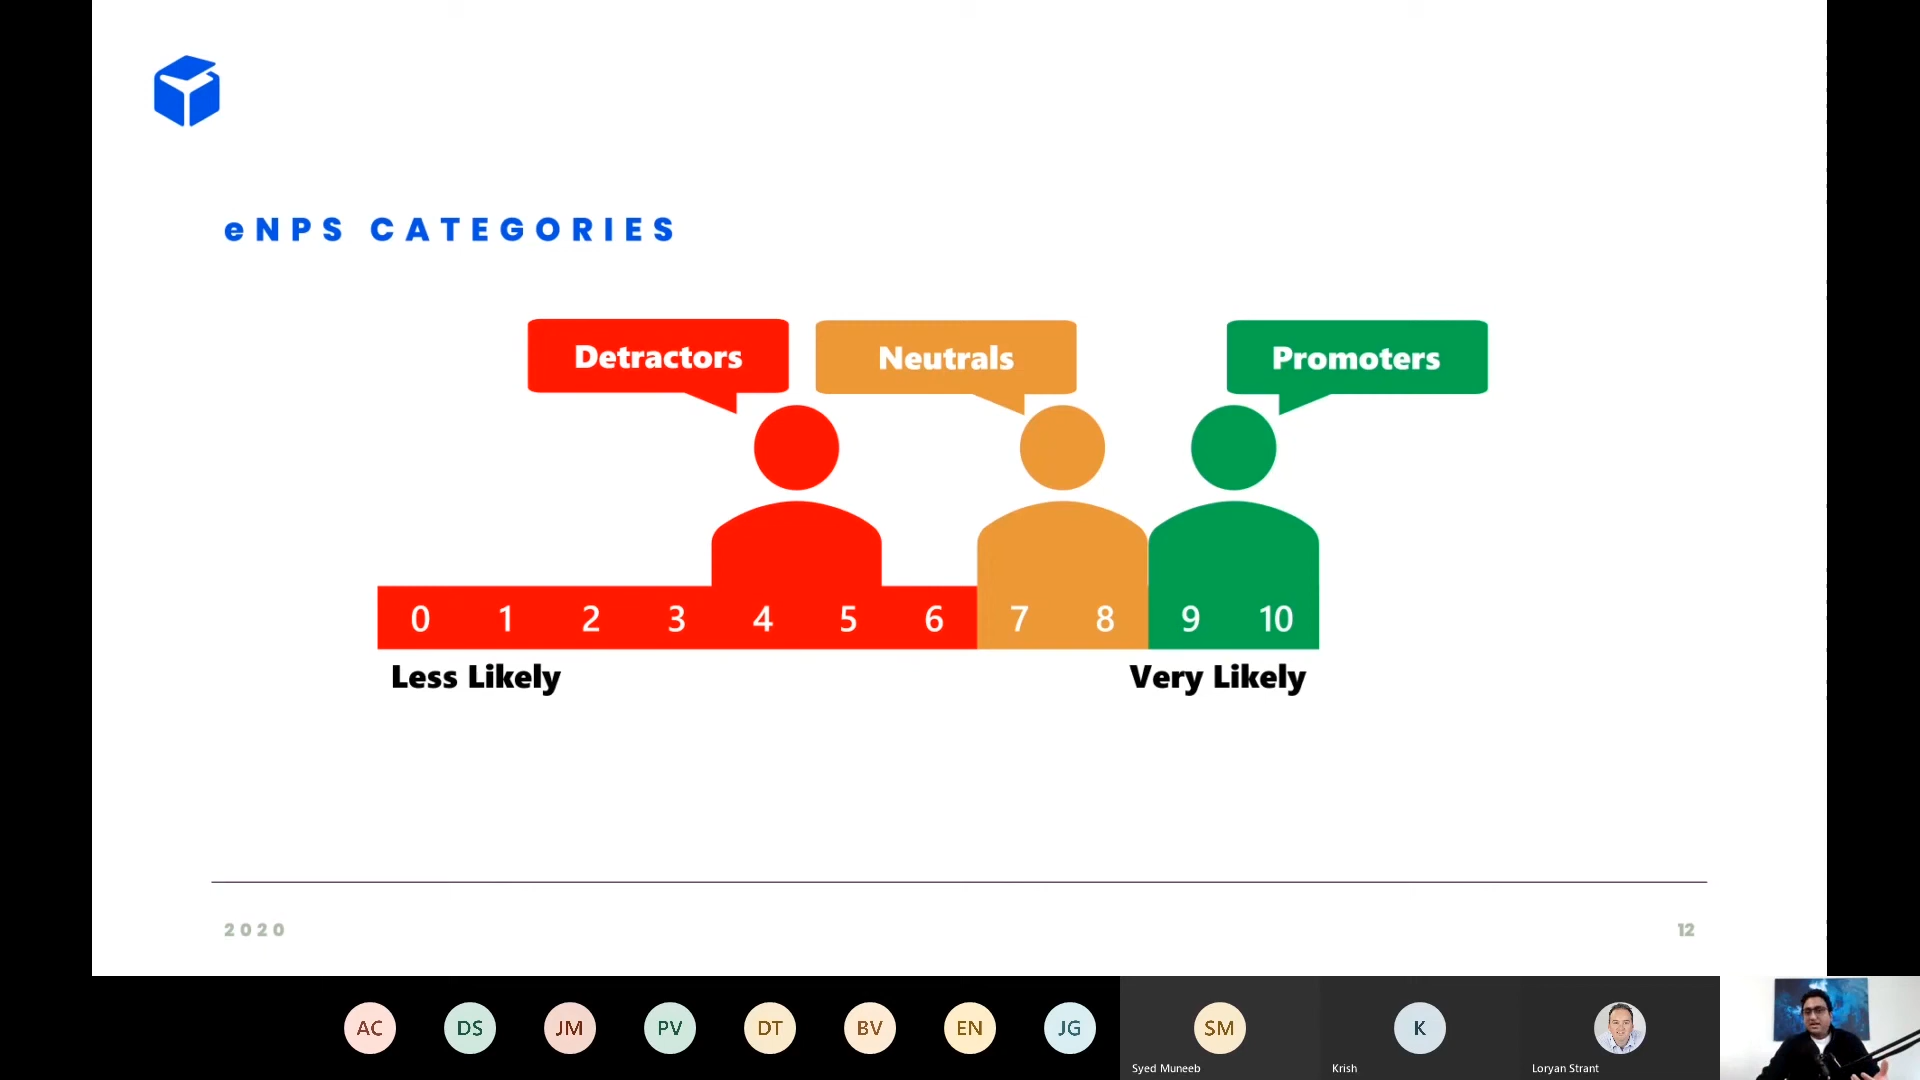 eNPS CATEGORIES
Detractors
Neutrals
Promoters
0 1 2 3 4 5 6 7 8 9 10
Less Likely
Very Likely
2020
12
AC DS JM PV DT BV EN JG SM K
Syed Muneeb
Krish
Loryan Strant